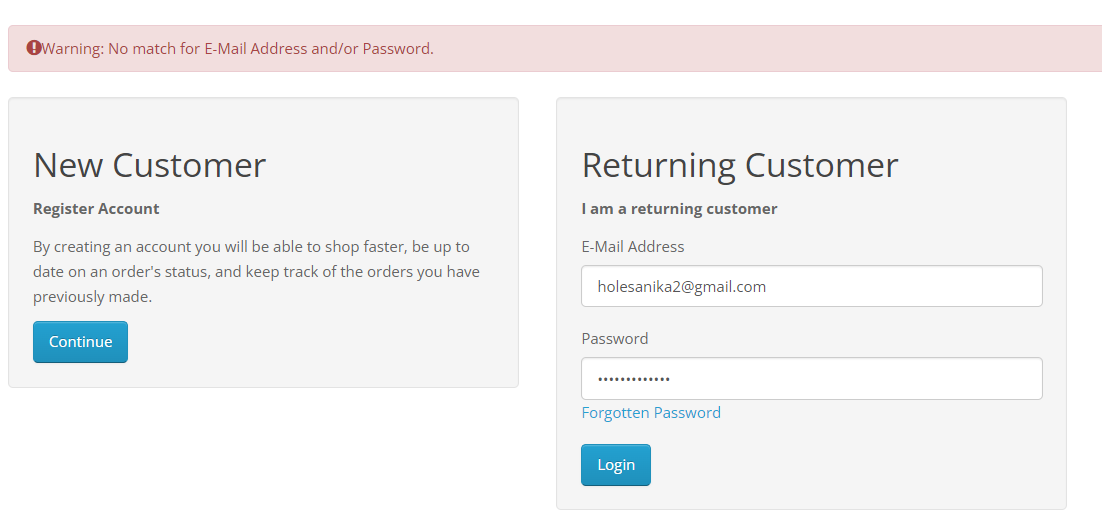 Warning: No match for E-Mail Address and/or Password.
New Customer
Register Account
By creating an account you will be able to shop faster, be up to
date on an order's status, and keep track of the orders you have
previously made.
Continue
Returning Customer
I am a returning customer
E-Mail Address
holesanika2@gmail.com
Password
•••••••••••••
Forgotten Password
Login